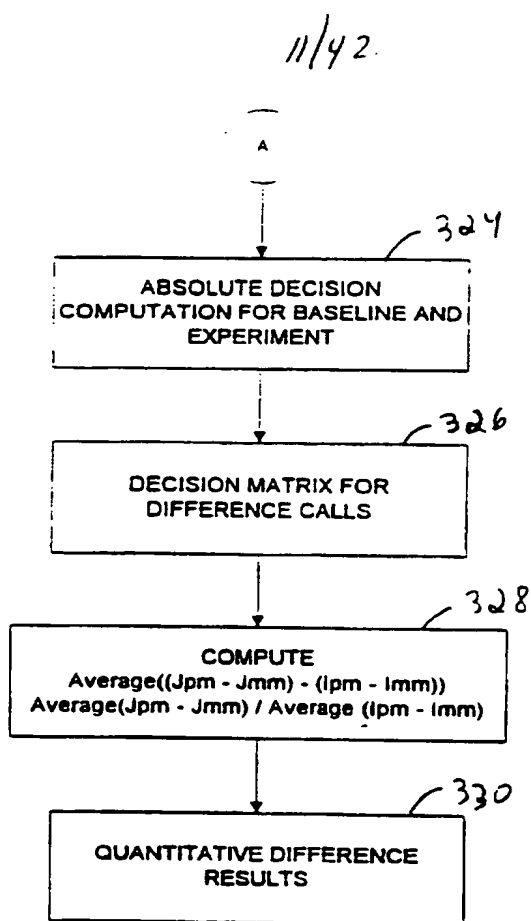 11/42.
A
324
ABSOLUTE DECISION
COMPUTATION FOR BASELINE AND
EXPERIMENT
326
DECISION MATRIX FOR
DIFFERENCE CALLS
328
COMPUTE
Average((Jpm - Jmm) - (Ipm - Imm))
Average(Jpm - Jmm) / Average (Ipm - Imm)
330
QUANTITATIVE DIFFERENCE
RESULTS